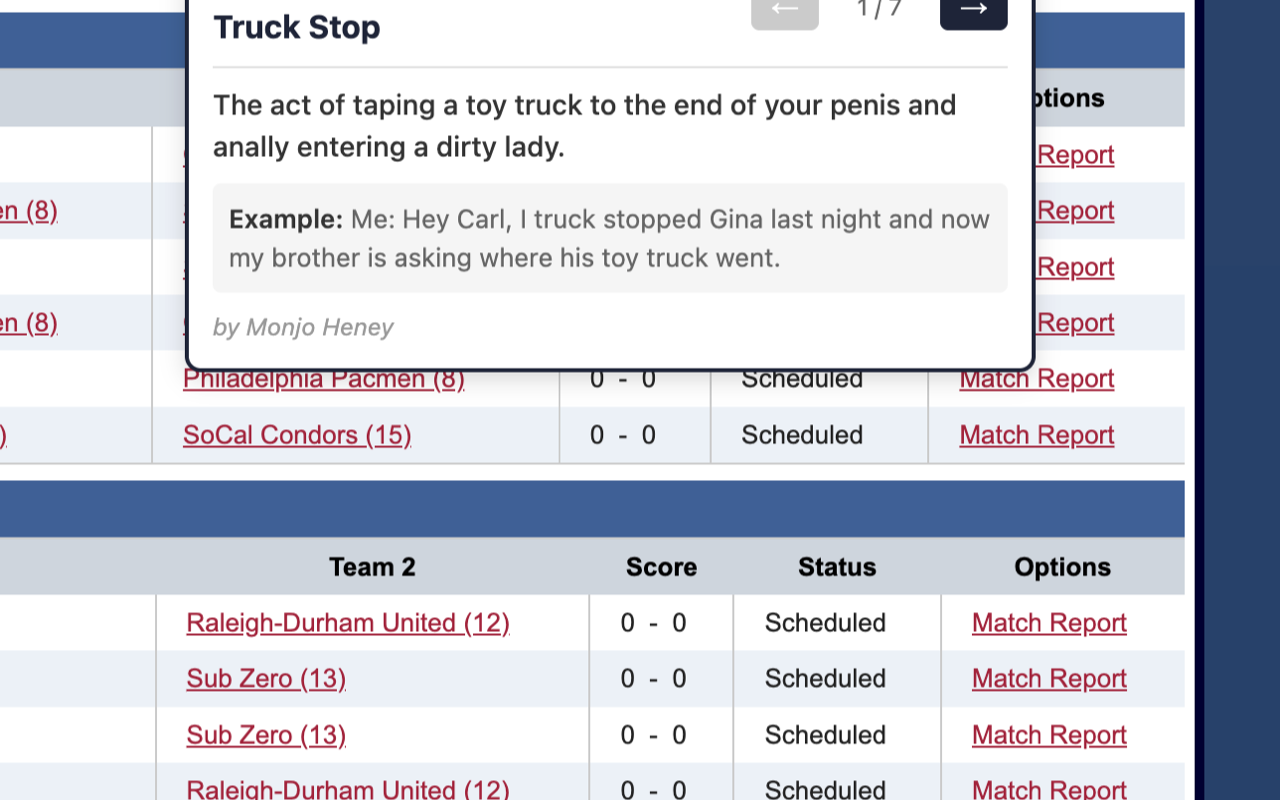 Truck Stop
← 1 / 7 →
The act of taping a toy truck to the end of your penis and
anally entering a dirty lady.
Example: Me: Hey Carl, I truck stopped Gina last night and now
my brother is asking where his toy truck went.
by Monjo Heney
ptions
Report
en (8) Report
Report
en (8) Report
Philadelphia Pacmen (8) 0 - 0 Scheduled Match Report
) SoCal Condors (15) 0 - 0 Scheduled Match Report
Team 2 Score Status Options
Raleigh-Durham United (12) 0 - 0 Scheduled Match Report
Sub Zero (13) 0 - 0 Scheduled Match Report
Sub Zero (13) 0 - 0 Scheduled Match Report
Raleigh-Durham United (12) 0 - 0 Scheduled Match Report